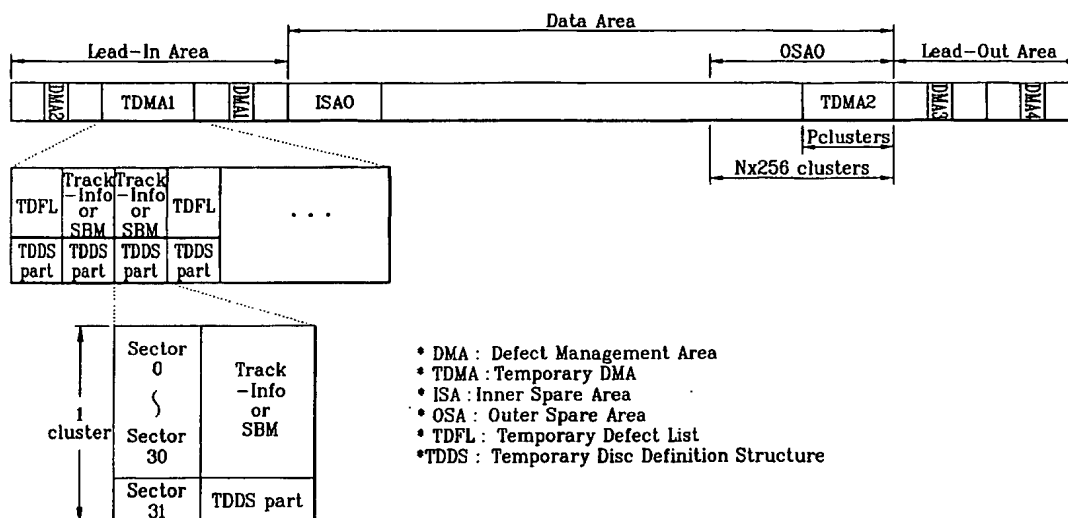 Data Area
Lead-In Area
OSA0
Lead-Out Area
DMA2
TDMA1
DMA1
ISA0
TDMA2
DMA3
DMA4
Pclusters
Nx256 clusters
TDFL
Track
-Info
or
SBM
Track
-Info
or
SBM
TDFL
. . .
TDDS
part
TDDS
part
TDDS
part
TDDS
part
1
cluster
Sector
0
Sector
30
Track
-Info
or
SBM
Sector
31
TDDS part
* DMA : Defect Management Area
* TDMA : Temporary DMA
* ISA : Inner Spare Area
* OSA : Outer Spare Area
* TDFL : Temporary Defect List
*TDDS : Temporary Disc Definition Structure